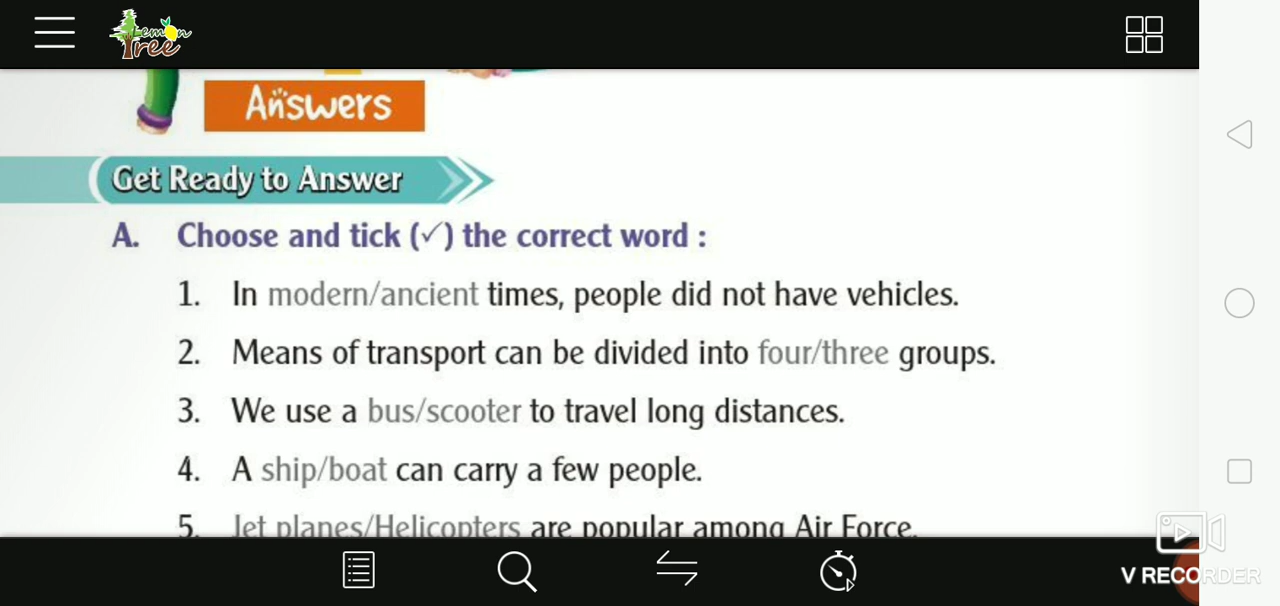 Lemon
Tree
Answers
Get Ready to Answer
A. Choose and tick (✓) the correct word :
1. In modern/ancient times, people did not have vehicles.
2. Means of transport can be divided into four/three groups.
3. We use a bus/scooter to travel long distances.
4. A ship/boat can carry a few people.
5. Jet planes/Helicopters are popular among Air Force.
V RECORDER